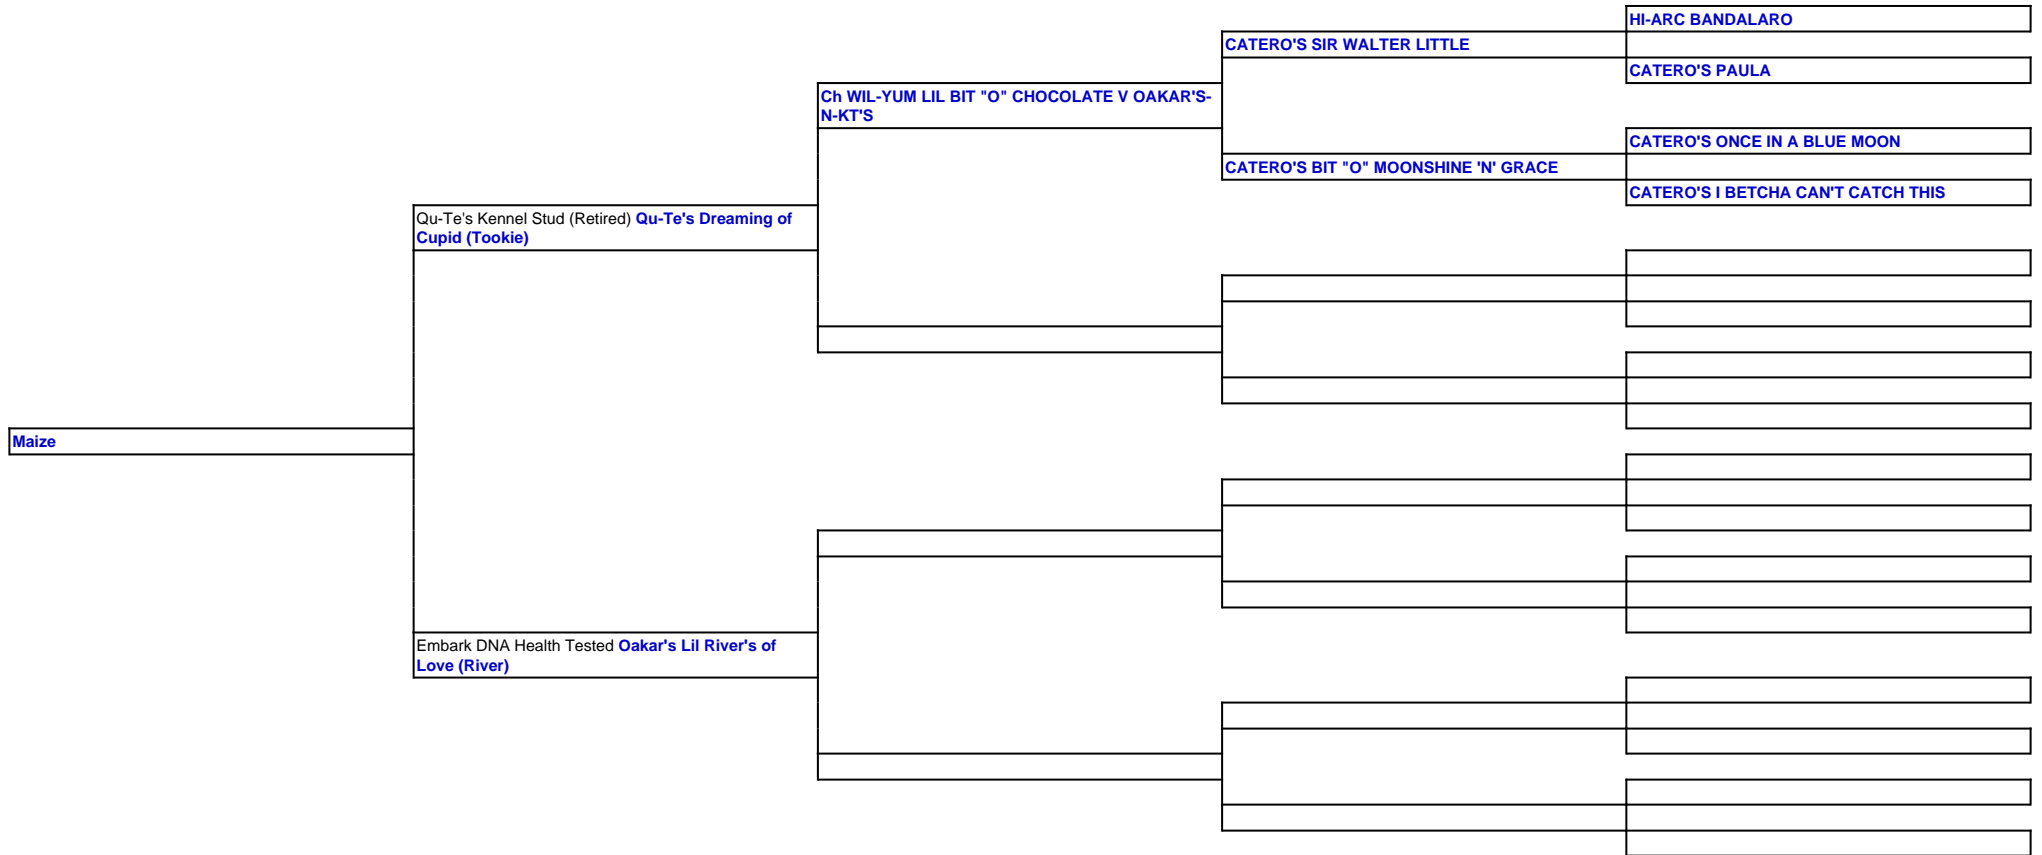 HI-ARC BANDALARO
CATERO'S SIR WALTER LITTLE
CATERO'S PAULA
Ch WIL-YUM LIL BIT "O" CHOCOLATE V OAKAR'S-
N-KT'S
CATERO'S ONCE IN A BLUE MOON
CATERO'S BIT "O" MOONSHINE 'N' GRACE
CATERO'S I BETCHA CAN'T CATCH THIS
Qu-Te's Kennel Stud (Retired) Qu-Te's Dreaming of
Cupid (Tookie)
Maize
Embark DNA Health Tested Oakar's Lil River's of
Love (River)